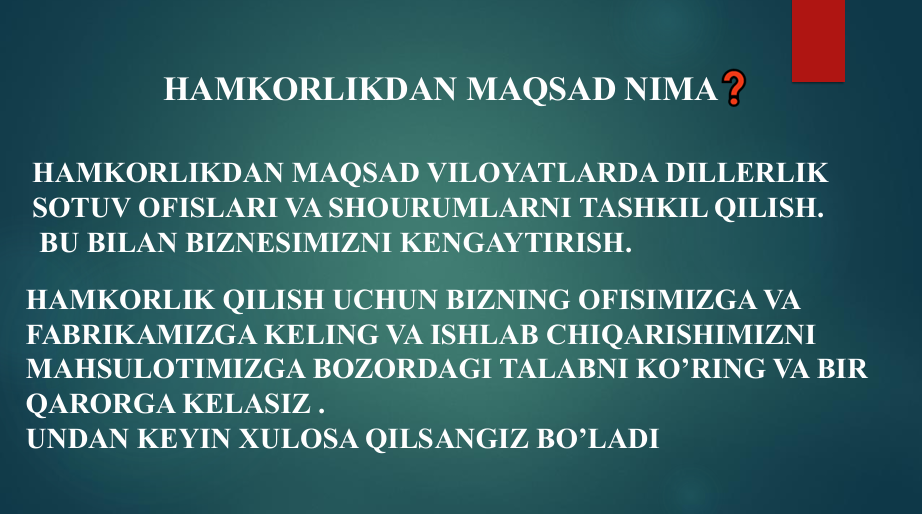 HAMKORLIKDAN MAQSAD NIMA❓
HAMKORLIKDAN MAQSAD VILOYATLARDA DILLERLIK
SOTUV OFISLARI VA SHOURUMLARNI TASHKIL QILISH.
BU BILAN BIZNESIMIZNI KENGAYTIRISH.
HAMKORLIK QILISH UCHUN BIZNING OFISIMIZGA VA
FABRIKAMIZGA KELING VA ISHLAB CHIQARISHIMIZNI
MAHSULOTIMIZGA BOZORDAGI TALABNI KO’RING VA BIR
QARORGA KELASIZ .
UNDAN KEYIN XULOSA QILSANGIZ BO’LADI